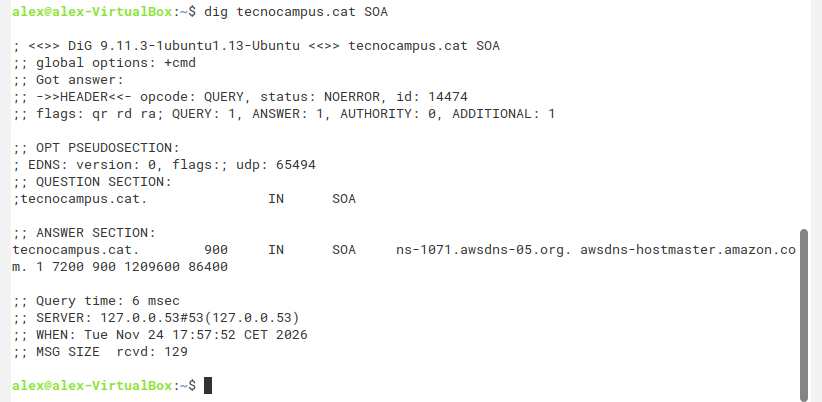 alex@alex-VirtualBox:~$ dig tecnocampus.cat SOA
; <<>> DiG 9.11.3-1ubuntu1.13-Ubuntu <<>> tecnocampus.cat SOA
;; global options: +cmd
;; Got answer:
;; ->>HEADER<<- opcode: QUERY, status: NOERROR, id: 14474
;; flags: qr rd ra; QUERY: 1, ANSWER: 1, AUTHORITY: 0, ADDITIONAL: 1
;; OPT PSEUDOSECTION:
; EDNS: version: 0, flags:; udp: 65494
;; QUESTION SECTION:
;tecnocampus.cat. IN SOA
;; ANSWER SECTION:
tecnocampus.cat. 900 IN SOA ns-1071.awsdns-05.org. awsdns-hostmaster.amazon.co
m. 1 7200 900 1209600 86400
;; Query time: 6 msec
;; SERVER: 127.0.0.53#53(127.0.0.53)
;; WHEN: Tue Nov 24 17:57:52 CET 2026
;; MSG SIZE  rcvd: 129
alex@alex-VirtualBox:~$